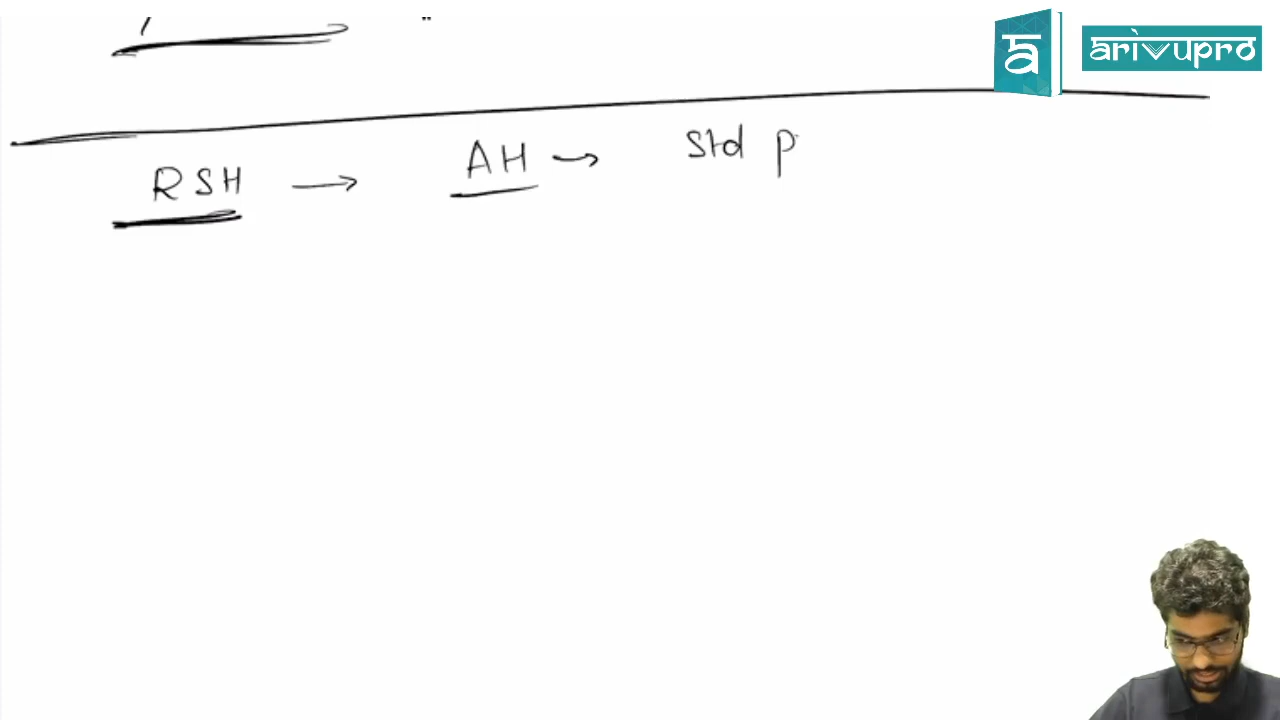 ā arivupro
RSH → AH → Std p